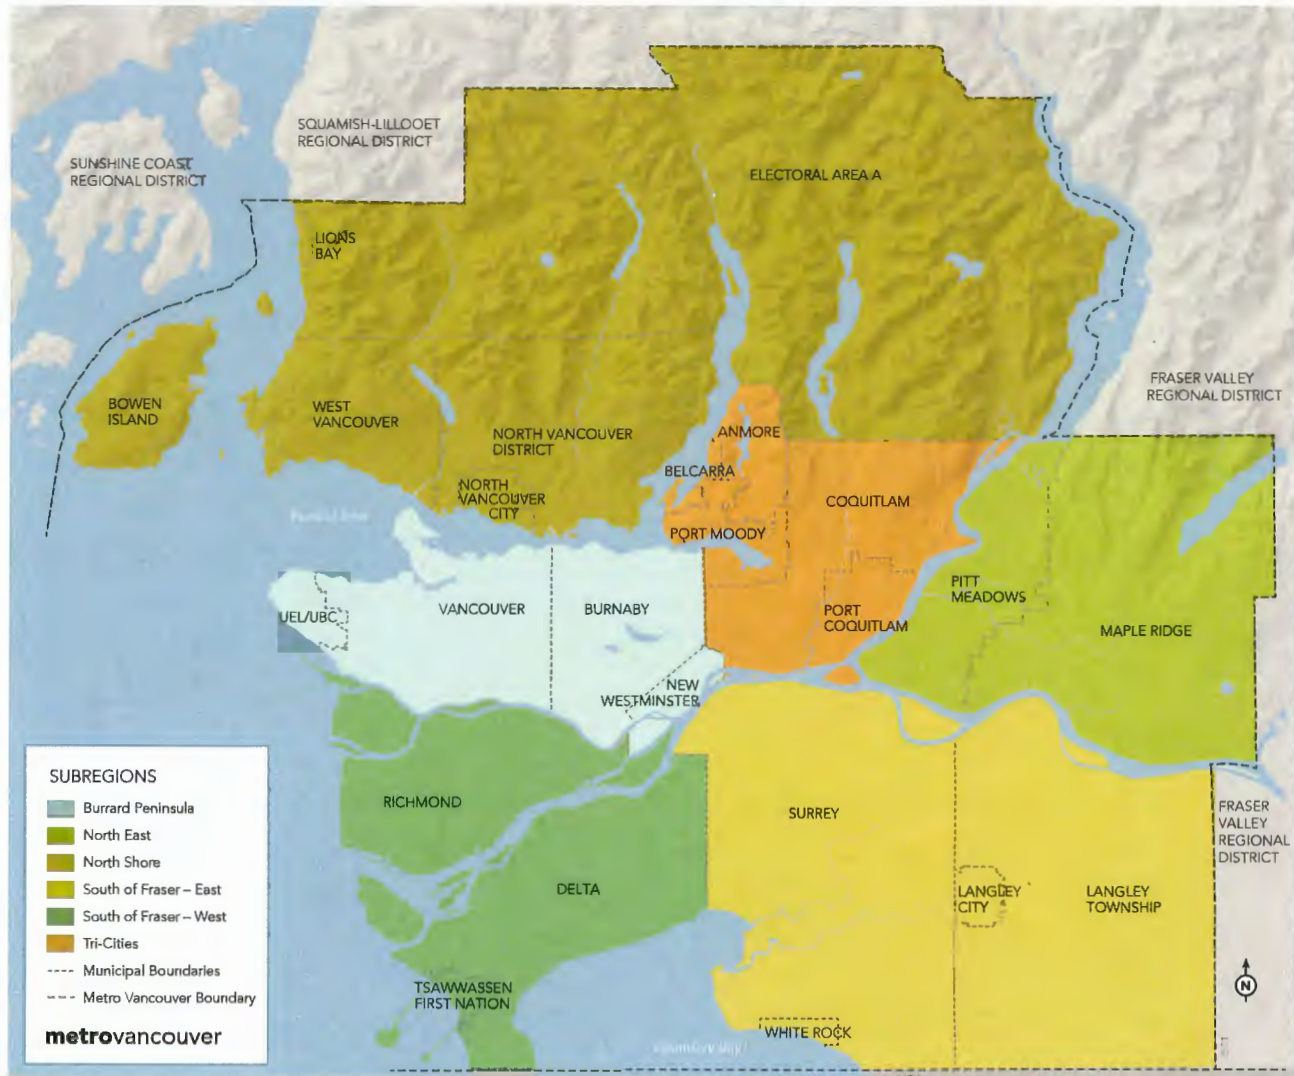 SQUAMISH-LILLOOET
REGIONAL DISTRICT
SUNSHINE COAST
REGIONAL DISTRICT
ELECTORAL AREA A
LIONS
BAY
FRASER VALLEY
REGIONAL DISTRICT
BOWEN
ISLAND
WEST
VANCOUVER
NORTH VANCOUVER
DISTRICT
ANMORE
BELCARRA
NORTH
VANCOUVER
CITY
COQUITLAM
PORT MOODY
PITT
MEADOWS
UEL/UBC
VANCOUVER
BURNABY
PORT
COQUITLAM
MAPLE RIDGE
NEW
WESTMINSTER
RICHMOND
SURREY
FRASER
VALLEY
REGIONAL
DISTRICT
DELTA
LANGLEY
CITY
LANGLEY
TOWNSHIP
TSAWWASSEN
FIRST NATION
WHITE ROCK
N
SUBREGIONS
Burrard Peninsula
North East
North Shore
South of Fraser – East
South of Fraser – West
Tri-Cities
Municipal Boundaries
Metro Vancouver Boundary
metrovancouver